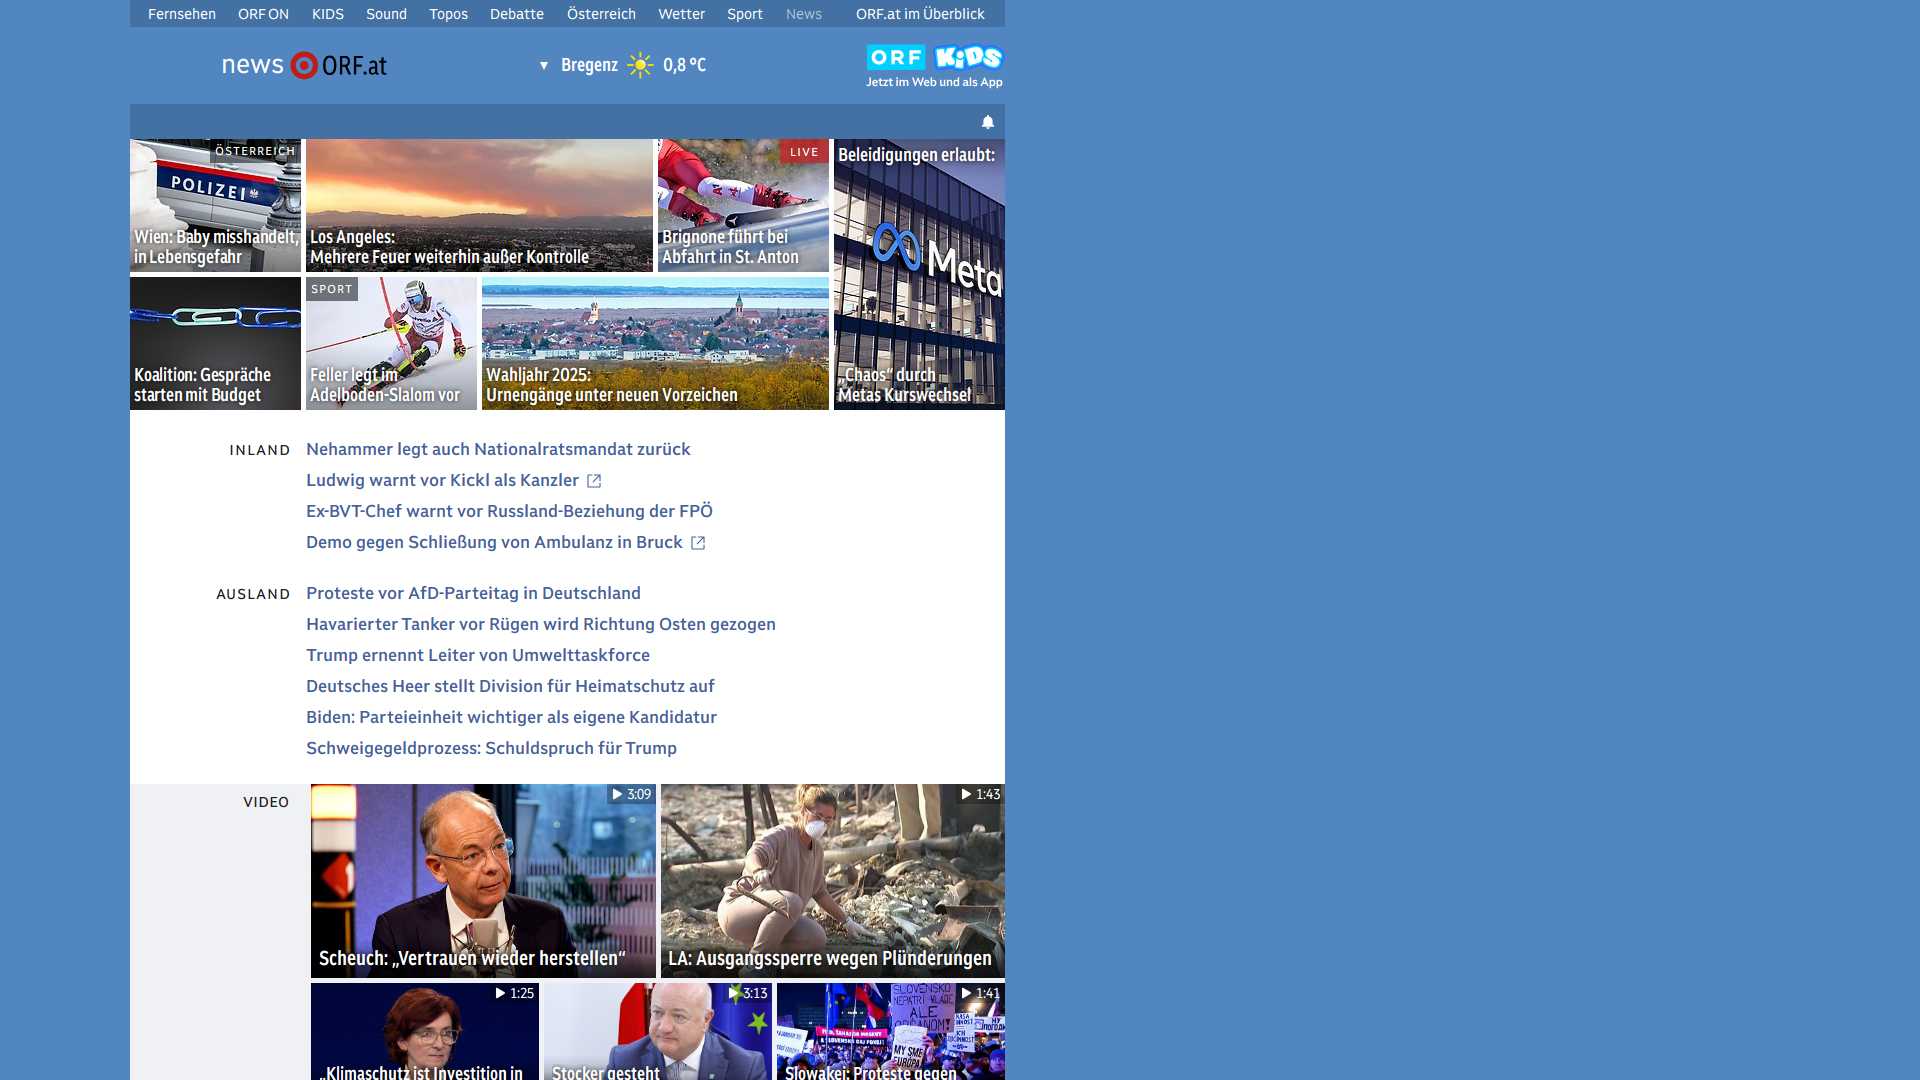 Fernsehen ORF ON KIDS Sound Topos Debatte Österreich Wetter Sport News ORF.at im Überblick
news ORF.at
Bregenz 0,8 °C
ORF KiDS
Jetzt im Web und als App
ÖSTERREICH
POLIZEI
Wien: Baby misshandelt,
in Lebensgefahr
Los Angeles:
Mehrere Feuer weiterhin außer Kontrolle
LIVE
Brignone führt bei
Abfahrt in St. Anton
Beleidigungen erlaubt:
Meta
„Chaos“ durch
Metas Kurswechsel
Koalition: Gespräche
starten mit Budget
SPORT
Feller legt im
Adelboden-Slalom vor
Wahljahr 2025:
Urnengänge unter neuen Vorzeichen
INLAND
Nehammer legt auch Nationalratsmandat zurück
Ludwig warnt vor Kickl als Kanzler
Ex-BVT-Chef warnt vor Russland-Beziehung der FPÖ
Demo gegen Schließung von Ambulanz in Bruck
AUSLAND
Proteste vor AfD-Parteitag in Deutschland
Havarierter Tanker vor Rügen wird Richtung Osten gezogen
Trump ernennt Leiter von Umwelttaskforce
Deutsches Heer stellt Division für Heimatschutz auf
Biden: Parteieinheit wichtiger als eigene Kandidatur
Schweigegeldprozess: Schuldspruch für Trump
VIDEO
3:09
Scheuch: „Vertrauen wieder herstellen“
1:43
LA: Ausgangssperre wegen Plünderungen
1:25
„Klimaschutz ist Investition in
3:13
Stocker gesteht
1:41
SLOVENSKO
NEPATRÍ VLÁDE
ALE
OBČANOM!
MY SME
EURÓPA
Slowakei: Proteste gegen